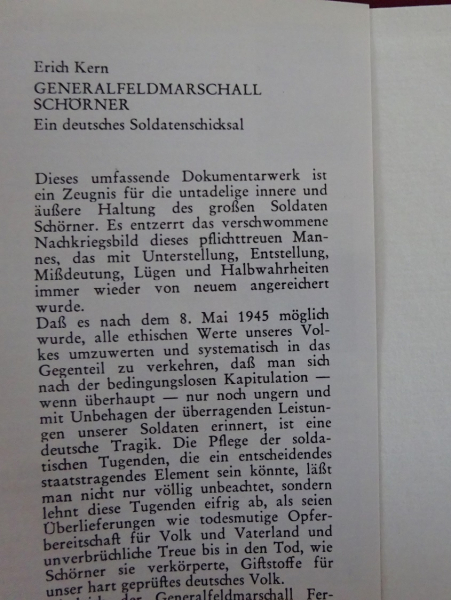 Erich Kern
GENERALFELDMARSCHALL
SCHÖRNER
Ein deutsches Soldatenschicksal
Dieses umfassende Dokumentarwerk ist
ein Zeugnis für die untadelige innere und
äußere Haltung des großen Soldaten
Schörner. Es entzerrt das verschwommene
Nachkriegsbild dieses pflichttreuen Man-
nes, das mit Unterstellung, Entstellung,
Mißdeutung, Lügen und Halbwahrheiten
immer wieder von neuem angereichert
wurde.
Daß es nach dem 8. Mai 1945 möglich
wurde, alle ethischen Werte unseres Vol-
kes umzuwerten und systematisch in das
Gegenteil zu verkehren, daß man sich
nach der bedingungslosen Kapitulation —
wenn überhaupt — nur noch ungern und
mit Unbehagen der überragenden Leistun-
gen unserer Soldaten erinnert, ist eine
deutsche Tragik. Die Pflege der solda-
tischen Tugenden, die ein entscheidendes
staatstragendes Element sein könnte, läßt
man nicht nur völlig unbeachtet, sondern
lehnt diese Tugenden eifrig ab, als seien
Überlieferungen wie todesmutige Opfer-
bereitschaft für Volk und Vaterland und
unverbrüchliche Treue bis in den Tod, wie
Schörner sie verkörperte, Giftstoffe für
unser hart geprüftes deutsches Volk.
der Generalfeldmarschall Fer-